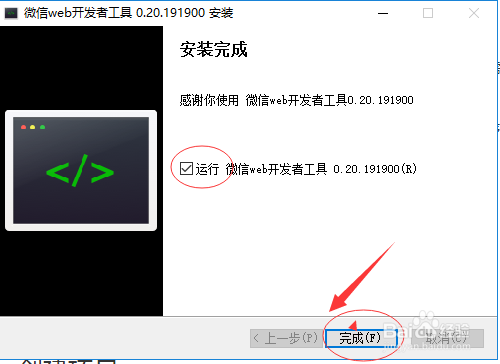 微信web开发者工具 0.20.191900 安装
安装完成
感谢你使用 微信web开发者工具0.20.191900
</>
运行 微信web开发者工具 0.20.191900(R)
< 上一步(P) 完成(F) 取消(C)
Baidu 经验